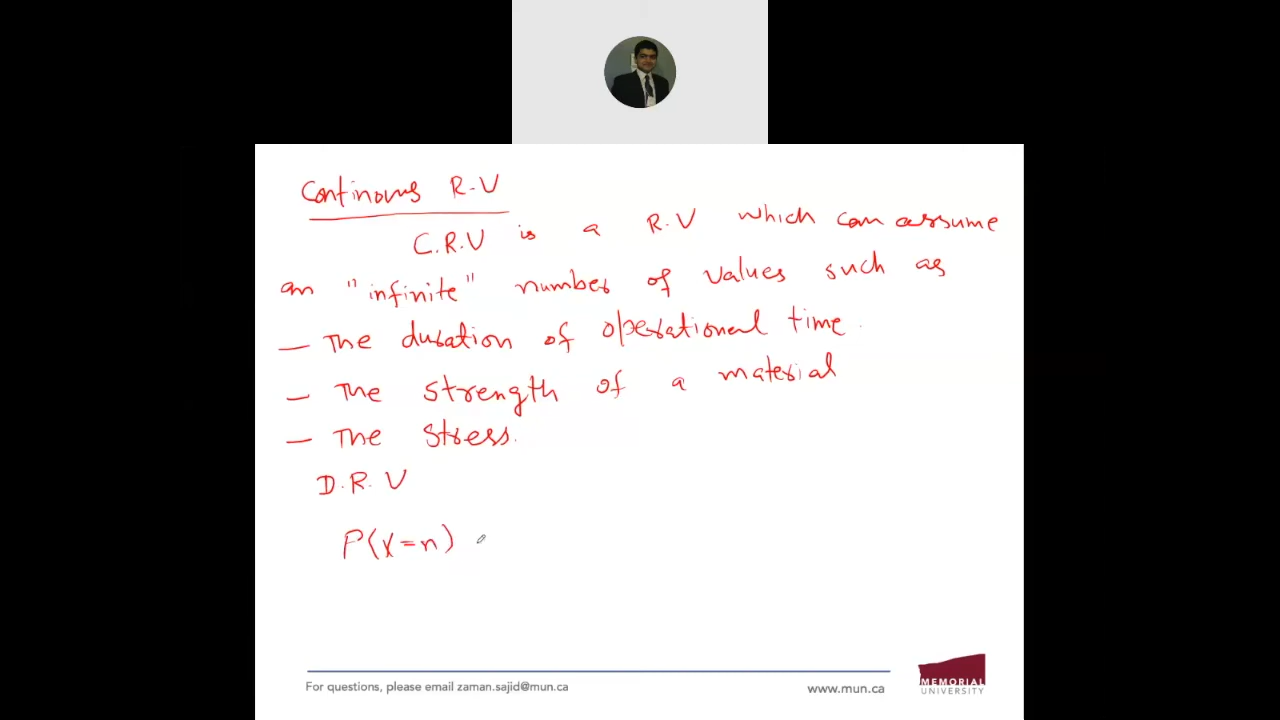 Continous R.V
C.R.V is a R.V which can assume
an "infinite" number of values such as
— The duration of operational time.
— The strength of a material
— The stress.
D.R.V
P(X=n)
For questions, please email zaman.sajid@mun.ca
www.mun.ca
MEMORIAL
UNIVERSITY